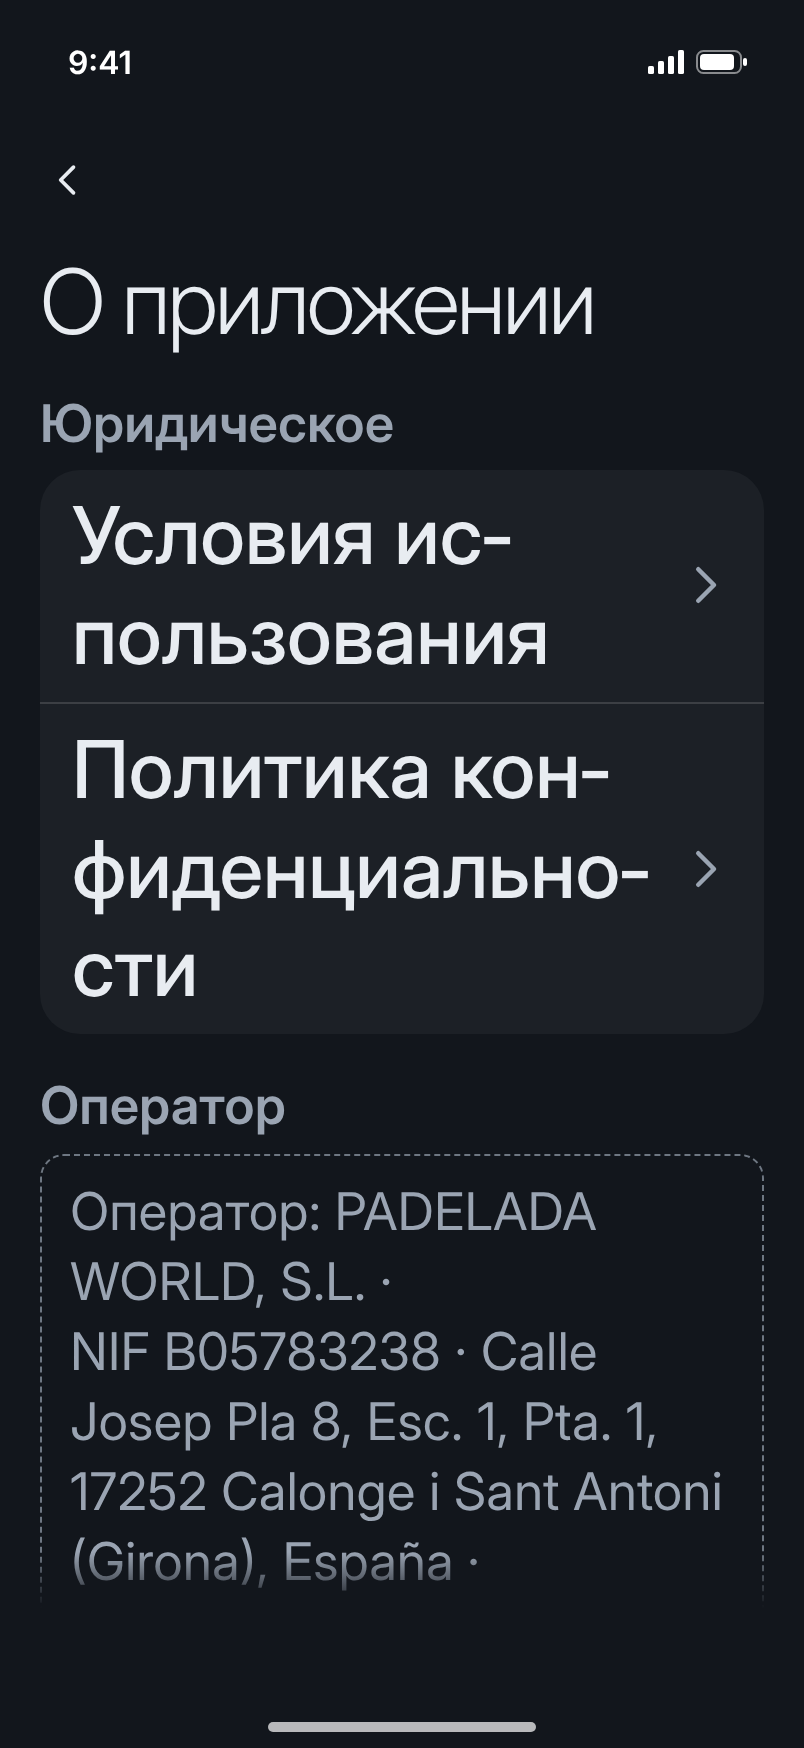 9:41
О приложении
Юридическое
Условия ис-
пользования
Политика кон-
фиденциально-
сти
Оператор
Оператор: PADELADA
WORLD, S.L. ·
NIF B05783238 · Calle
Josep Pla 8, Esc. 1, Pta. 1,
17252 Calonge i Sant Antoni
(Girona), España ·